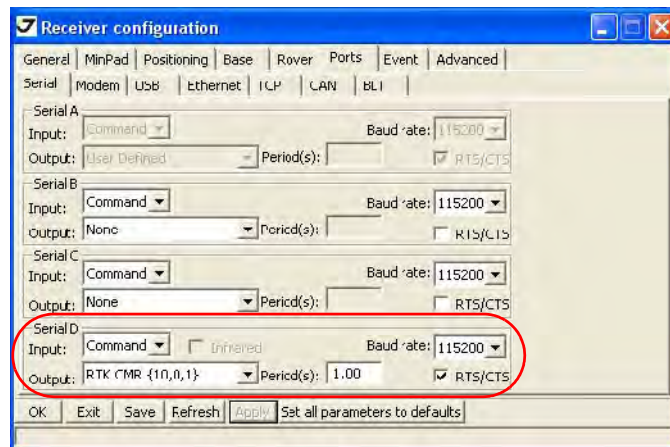 Receiver configuration
General MinPad Positioning Base Rover Ports Event Advanced
Serial Modem USB Ethernet TCP CAN BLT
Serial A
Input: Command Baud rate: 115200
Output: User Defined Period(s): RTS/CTS
Serial B
Input: Command Baud rate: 115200
Output: None Period(s): RTS/CTS
Serial C
Input: Command Baud rate: 115200
Output: None Period(s): RTS/CTS
Serial D
Input: Command Infrared Baud rate: 115200
Output: RTK CMR {10,0,1} Period(s): 1.00 RTS/CTS
OK Exit Save Refresh Apply Set all parameters to defaults